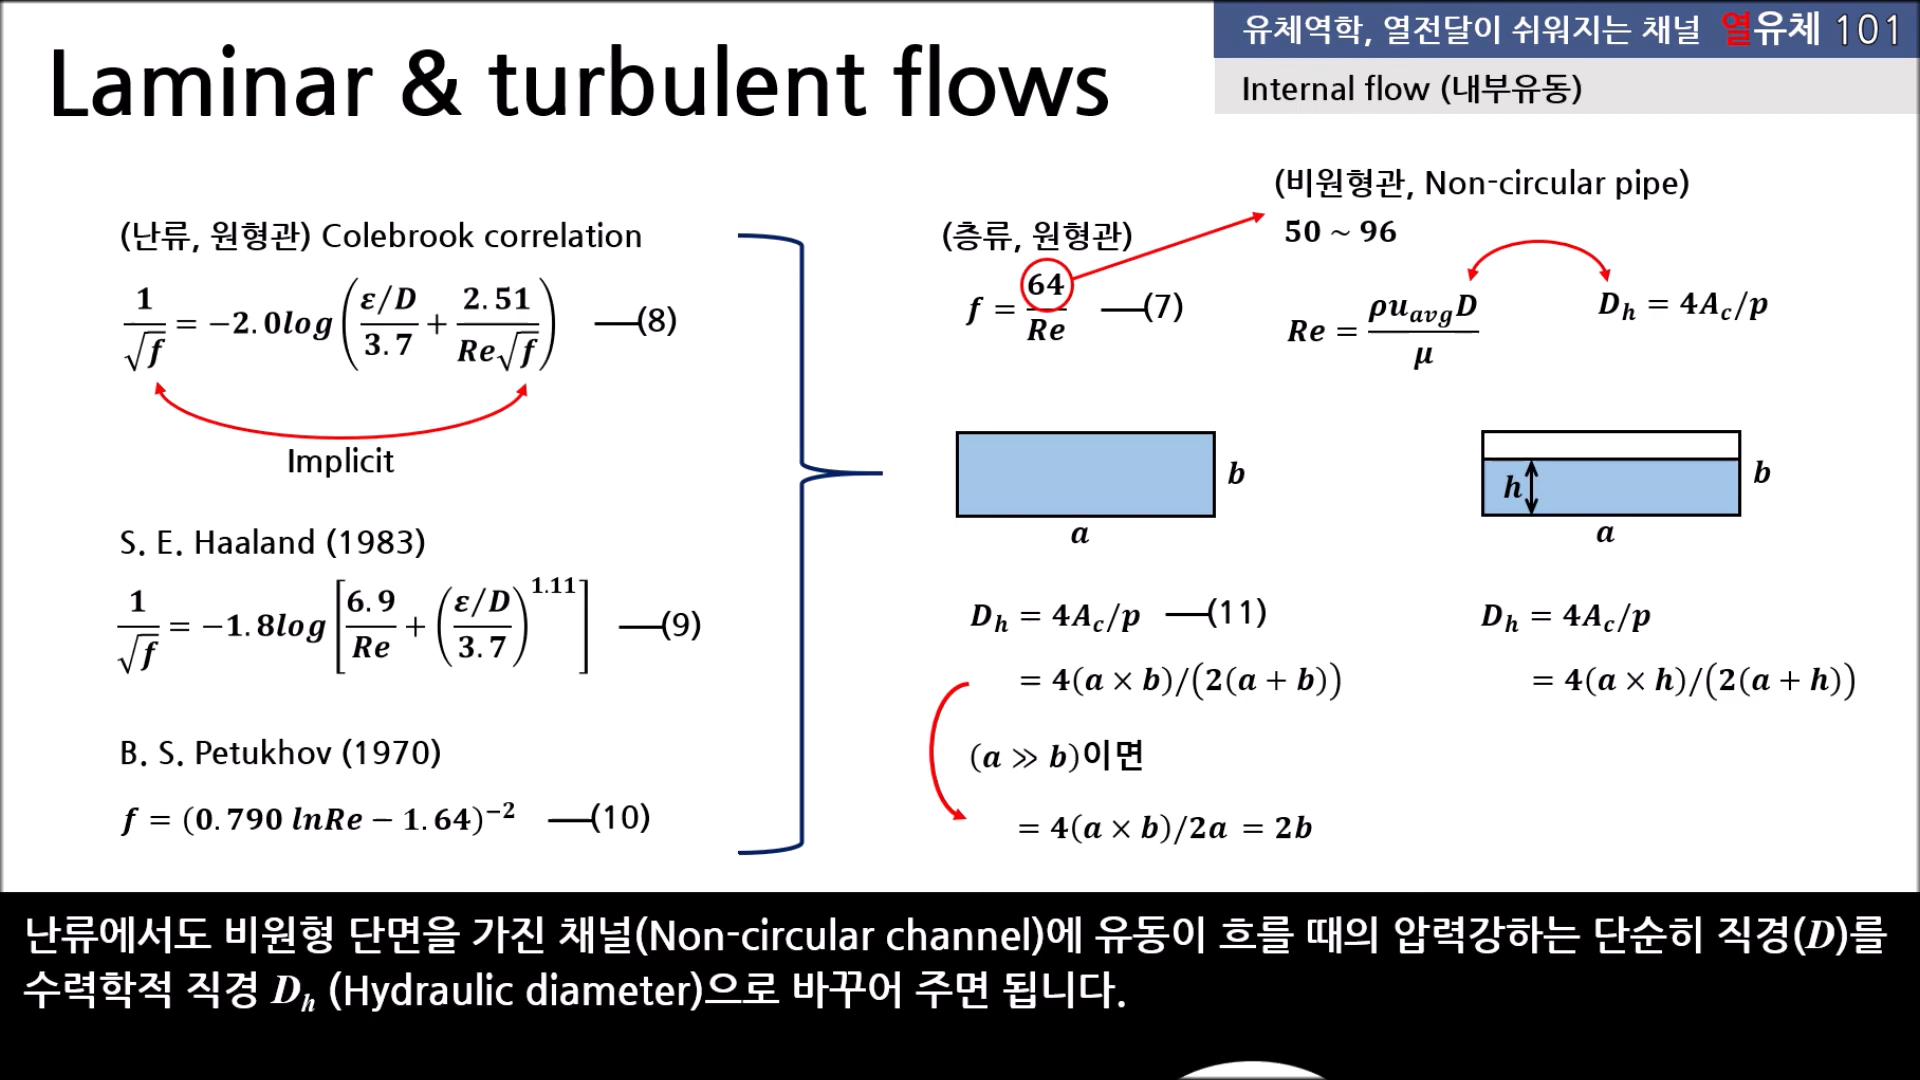 유체역학, 열전달이 쉬워지는 채널 열유체 101
Internal flow (내부유동)
Laminar & turbulent flows
(난류, 원형관) Colebrook correlation
1/√f = −2.0log((ε/D)/3.7 + 2.51/(Re√f)) —(8)
Implicit
S. E. Haaland (1983)
1/√f = −1.8log[6.9/Re + ((ε/D)/3.7)^1.11] —(9)
B. S. Petukhov (1970)
f = (0.790 lnRe − 1.64)^−2 —(10)
(층류, 원형관)
f = 64/Re —(7)
(비원형관, Non-circular pipe)
50 ~ 96
Re = ρu_avg D/μ
D_h = 4A_c/p
b
a
D_h = 4A_c/p —(11)
= 4(a × b)/(2(a + b))
(a ≫ b)이면
= 4(a × b)/2a = 2b
h
b
a
D_h = 4A_c/p
= 4(a × h)/(2(a + h))
난류에서도 비원형 단면을 가진 채널(Non-circular channel)에 유동이 흐를 때의 압력강하는 단순히 직경(D)를
수력학적 직경 D_h (Hydraulic diameter)으로 바꾸어 주면 됩니다.